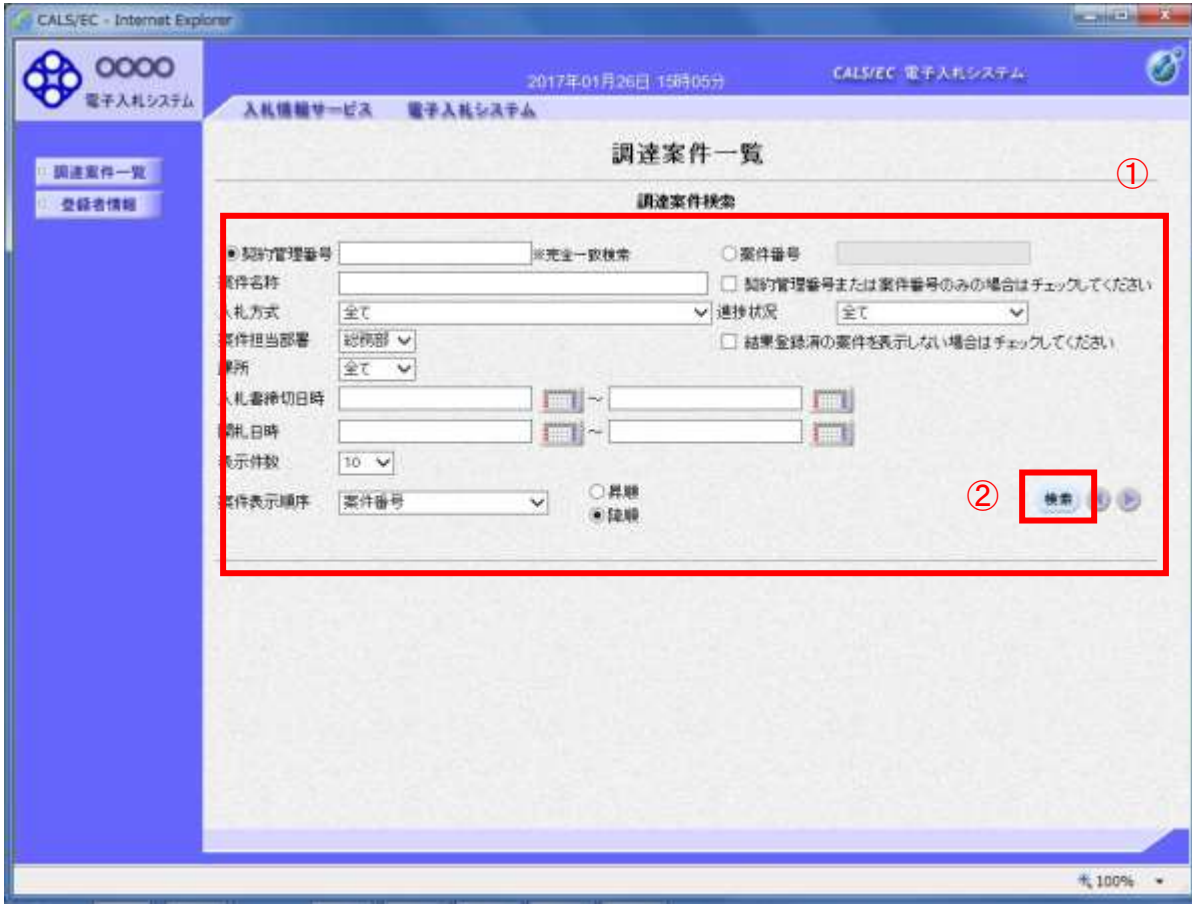 CALS/EC - Internet Explorer
○○○○
電子入札システム
2017年01月26日 15時05分
CALS/EC 電子入札システム
入札情報サービス 電子入札システム
調達案件一覧
登録者情報
調達案件一覧
①
調達案件検索
契約管理番号 ※完全一致検索 案件番号
案件名称 契約管理番号または案件番号のみの場合はチェックしてください
入札方式 全て 進捗状況 全て
案件担当部署 総務部 結果登録済の案件を表示しない場合はチェックしてください
課所 全て
入札書締切日時 ~
開札日時 ~
表示件数 10
案件表示順序 案件番号 昇順
降順
② 検索
100%